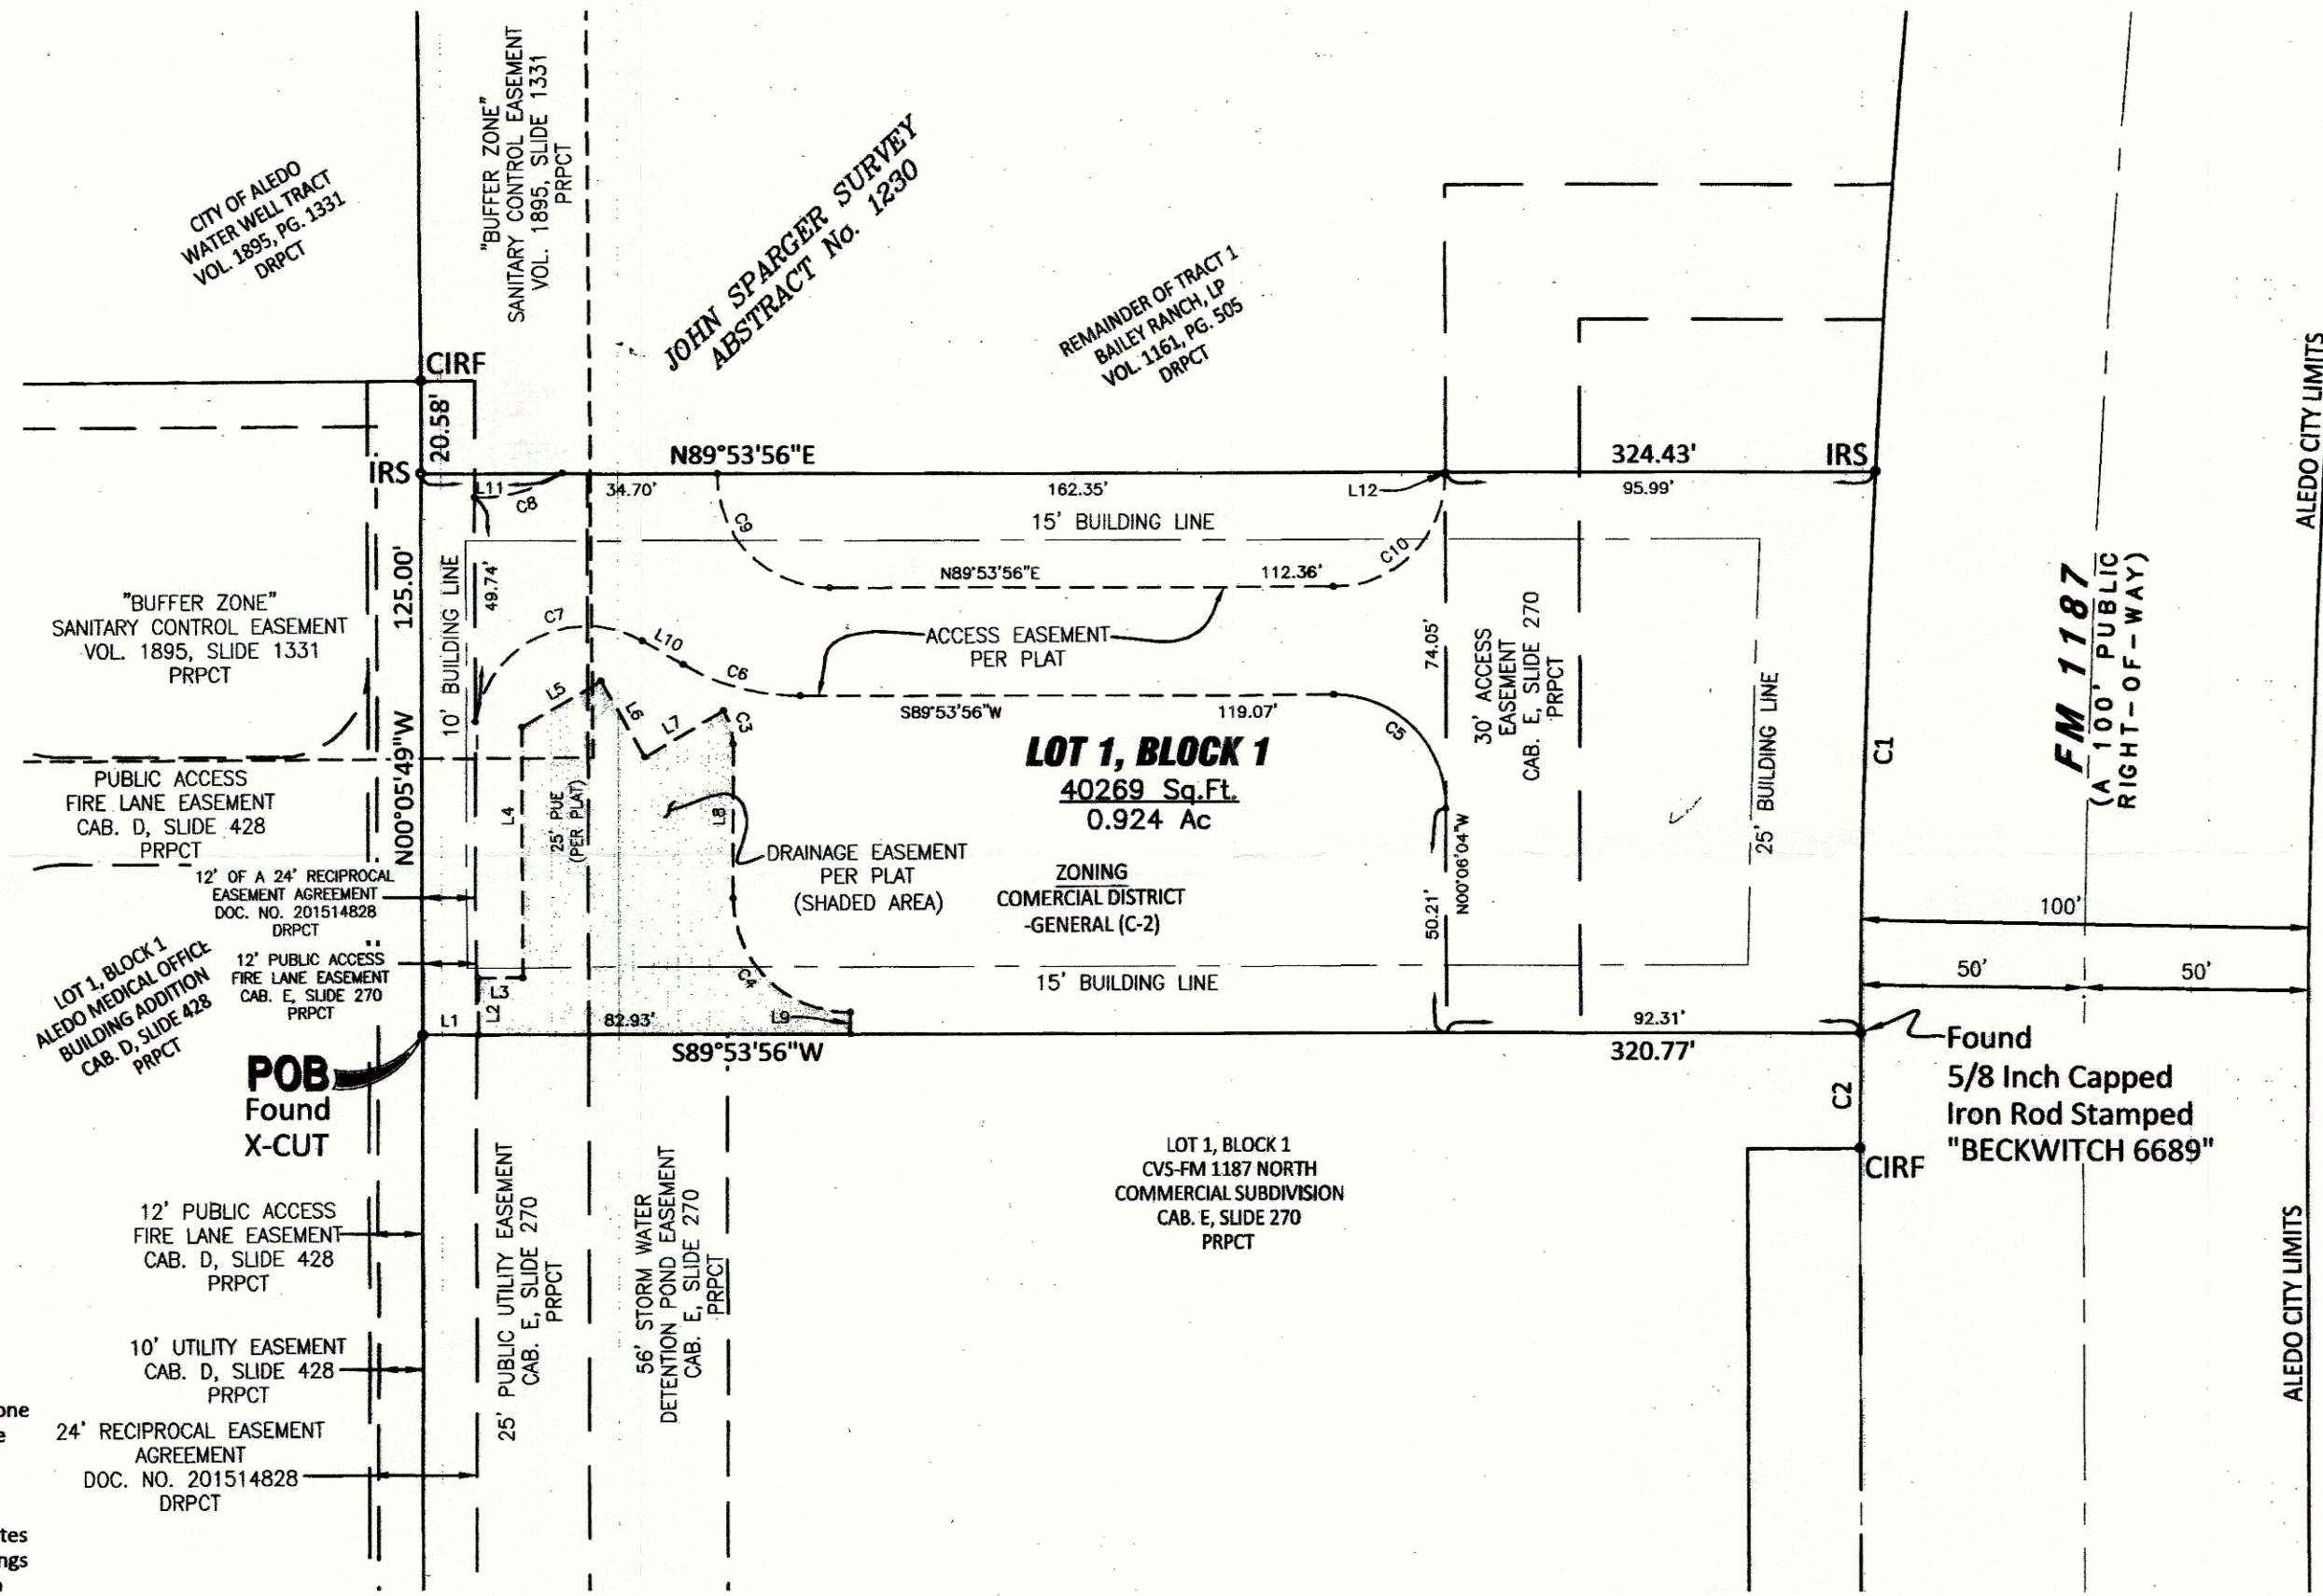 CITY OF ALEDO
WATER WELL TRACT
VOL. 1895, PG. 1331
DRPCT
"BUFFER ZONE"
SANITARY CONTROL EASEMENT
VOL. 1895, SLIDE 1331
PRPCT
JOHN SPARGER SURVEY
ABSTRACT No. 1230
REMAINDER OF TRACT 1
BAILEY RANCH, LP
VOL. 1161, PG. 505
DRPCT
ALEDO CITY LIMITS
CIRF
20.58'
IRS
N89°53'56"E
324.43'
IRS
L11
C8
34.70'
162.35'
L12
95.99'
C9
15' BUILDING LINE
C10
N89°53'56"E
112.36'
125.00'
N00°05'49"W
10' BUILDING LINE
49.74'
"BUFFER ZONE"
SANITARY CONTROL EASEMENT
VOL. 1895, SLIDE 1331
PRPCT
C7
L10
C6
ACCESS EASEMENT
PER PLAT
74.05'
30' ACCESS
EASEMENT
CAB. E, SLIDE 270
PRPCT
25' BUILDING LINE
C1
FM 1187
(A 100' PUBLIC
RIGHT-OF-WAY)
L5
L6
L7
C3
S89°53'56"W
119.07'
C5
LOT 1, BLOCK 1
40269 Sq.Ft.
0.924 Ac
PUBLIC ACCESS
FIRE LANE EASEMENT
CAB. D, SLIDE 428
PRPCT
L4
25' PUE
(PER PLAT)
L8
DRAINAGE EASEMENT
PER PLAT
(SHADED AREA)
ZONING
COMERCIAL DISTRICT
-GENERAL (C-2)
50.21'
N00°06'04"W
12' OF A 24' RECIPROCAL
EASEMENT AGREEMENT
DOC. NO. 201514828
DRPCT
100'
50'
50'
LOT 1, BLOCK 1
ALEDO MEDICAL OFFICE
BUILDING ADDITION
CAB. D, SLIDE 428
PRPCT
12' PUBLIC ACCESS
FIRE LANE EASEMENT
CAB. E, SLIDE 270
PRPCT
L3
L2
C4
15' BUILDING LINE
L1
82.93'
L9
92.31'
S89°53'56"W
320.77'
POB
Found
X-CUT
Found
5/8 Inch Capped
Iron Rod Stamped
"BECKWITCH 6689"
C2
CIRF
LOT 1, BLOCK 1
CVS-FM 1187 NORTH
COMMERCIAL SUBDIVISION
CAB. E, SLIDE 270
PRPCT
25' PUBLIC UTILITY EASEMENT
CAB. E, SLIDE 270
PRPCT
56' STORM WATER
DETENTION POND EASEMENT
CAB. E, SLIDE 270
PRPCT
12' PUBLIC ACCESS
FIRE LANE EASEMENT
CAB. D, SLIDE 428
PRPCT
10' UTILITY EASEMENT
CAB. D, SLIDE 428
PRPCT
24' RECIPROCAL EASEMENT
AGREEMENT
DOC. NO. 201514828
DRPCT
ALEDO CITY LIMITS